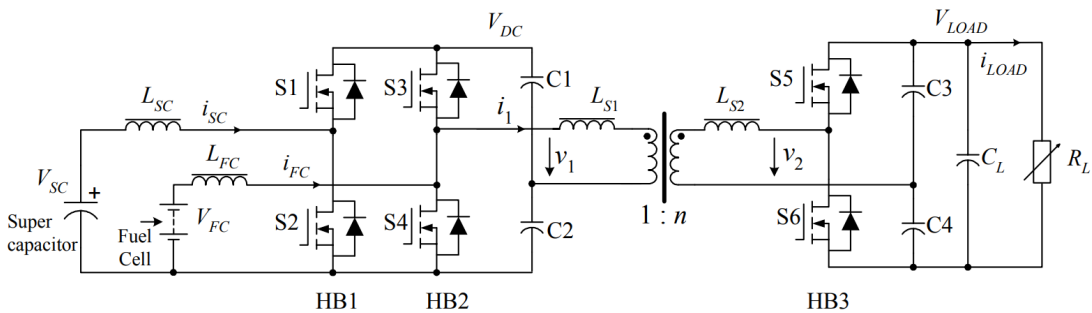 V_DC
V_LOAD
i_LOAD
S1
S3
C1
S5
C3
L_SC
i_SC
i_1
L_S1
L_S2
L_FC
i_FC
v_1
v_2
C_L
R_L
V_SC
+
V_FC
S2
S4
C2
1 : n
S6
C4
Super
capacitor
Fuel
Cell
HB1
HB2
HB3